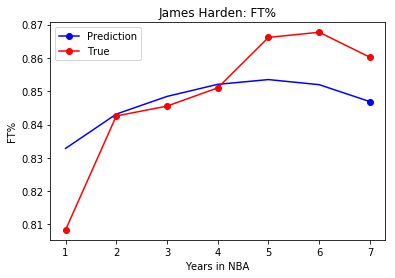 James Harden: FT%
Prediction
True
FT%
0.87
0.86
0.85
0.84
0.83
0.82
0.81
1 2 3 4 5 6 7
Years in NBA